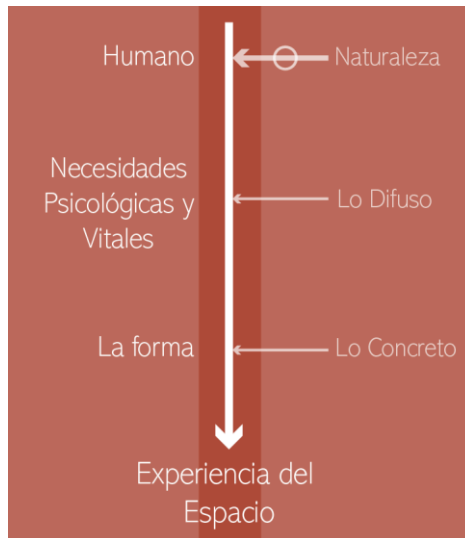 Humano
Naturaleza
Necesidades
Psicológicas y
Vitales
Lo Difuso
La forma
Lo Concreto
Experiencia del
Espacio